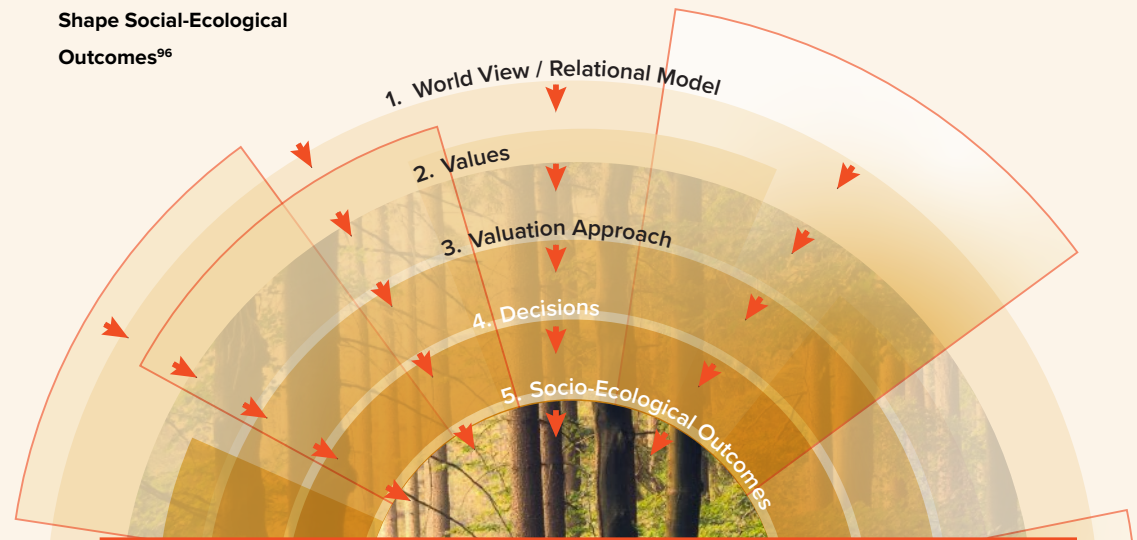 Shape Social-Ecological
Outcomes⁹⁶
1. World View / Relational Model
2. Values
3. Valuation Approach
4. Decisions
5. Socio-Ecological Outcomes